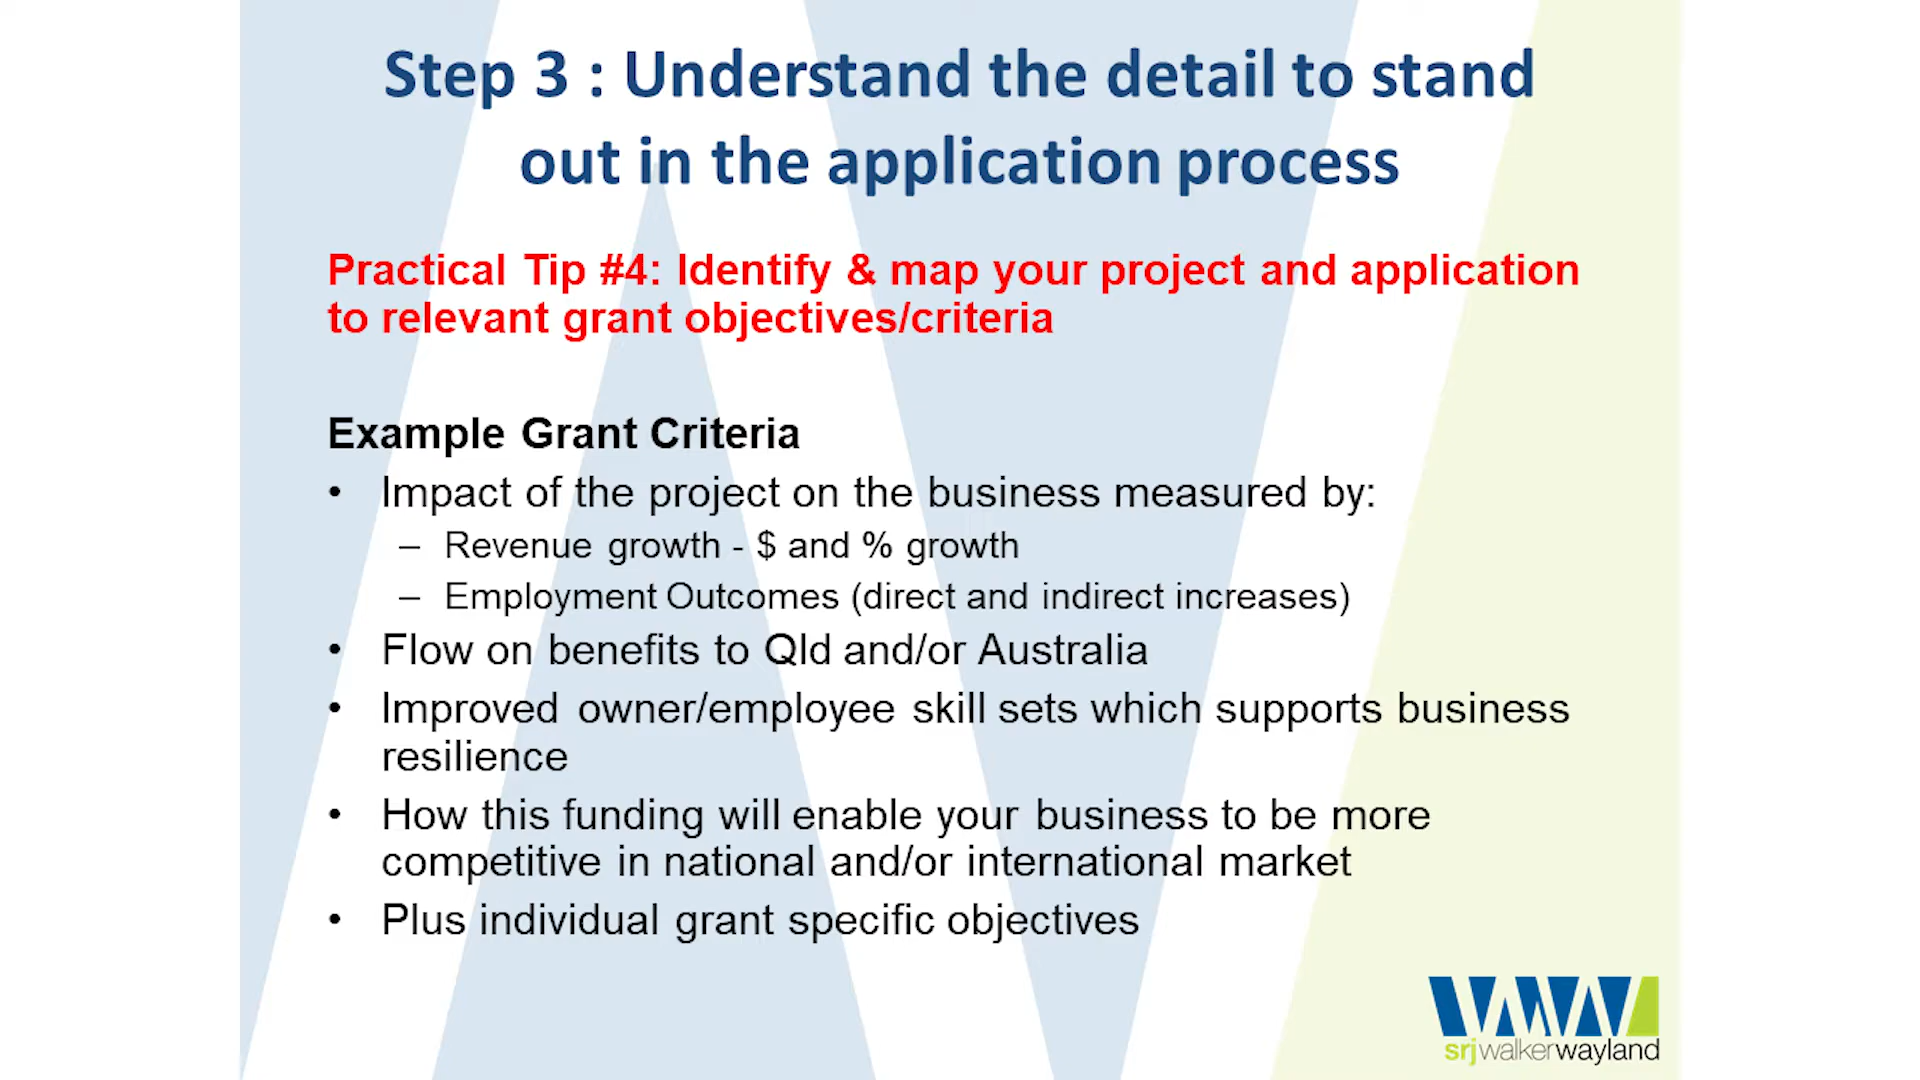 Step 3 : Understand the detail to stand
out in the application process
Practical Tip #4: Identify & map your project and application
to relevant grant objectives/criteria
Example Grant Criteria
• Impact of the project on the business measured by:
– Revenue growth - $ and % growth
– Employment Outcomes (direct and indirect increases)
• Flow on benefits to Qld and/or Australia
• Improved owner/employee skill sets which supports business
resilience
• How this funding will enable your business to be more
competitive in national and/or international market
• Plus individual grant specific objectives
srjwalkerwayland